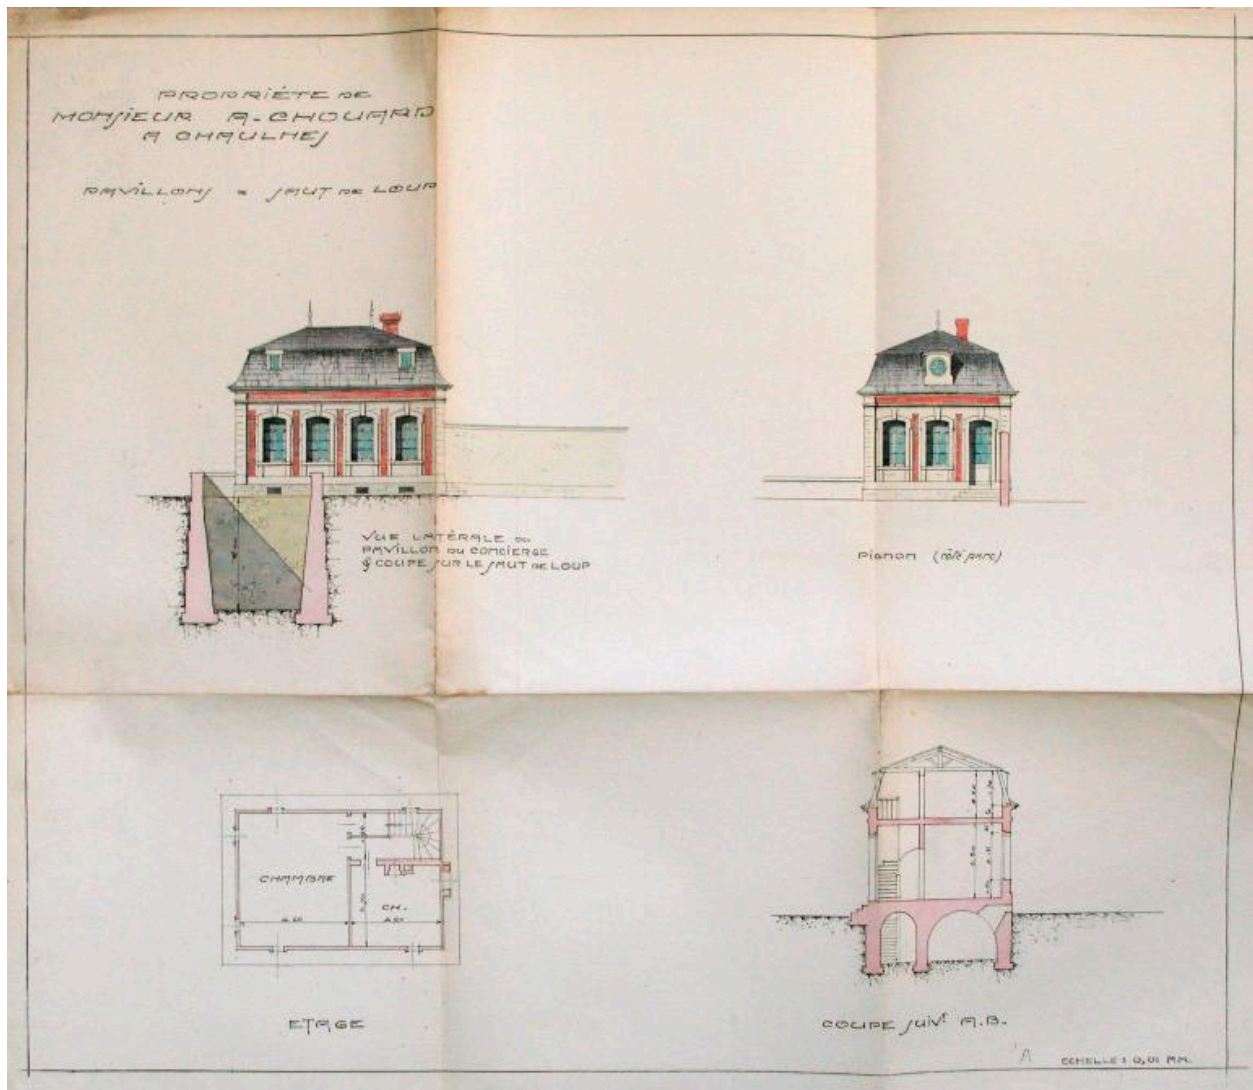 PROPRIÉTÉ DE
MONSIEUR A. CHOUARD
A CHAULNES
PAVILLONS = SAUT DE LOUP
VUE LATÉRALE DU
PAVILLON DU CONCIERGE
& COUPE SUR LE SAUT DE LOUP
PIGNON (côté parc)
CHAMBRE
CH.
ETAGE
COUPE SUIVt A.B.
A
ECHELLE : 0,01 P.M.